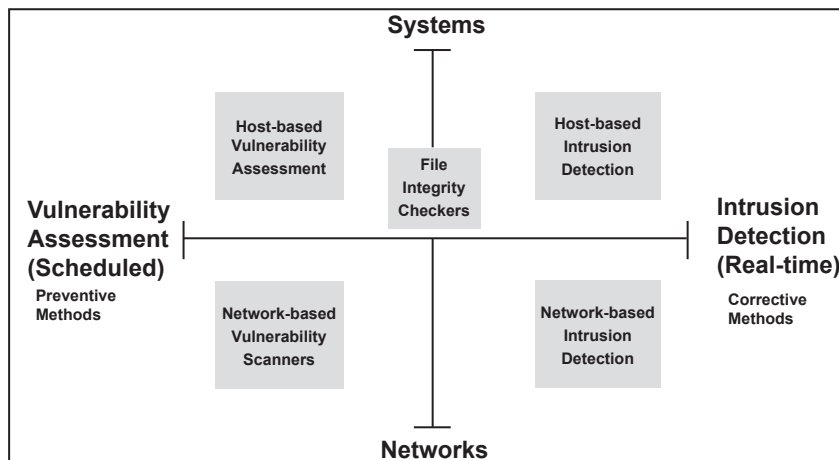 Systems
Host-based
Vulnerability
Assessment
Host-based
Intrusion
Detection
File
Integrity
Checkers
Vulnerability
Assessment
(Scheduled)
Preventive
Methods
Intrusion
Detection
(Real-time)
Corrective
Methods
Network-based
Vulnerability
Scanners
Network-based
Intrusion
Detection
Networks